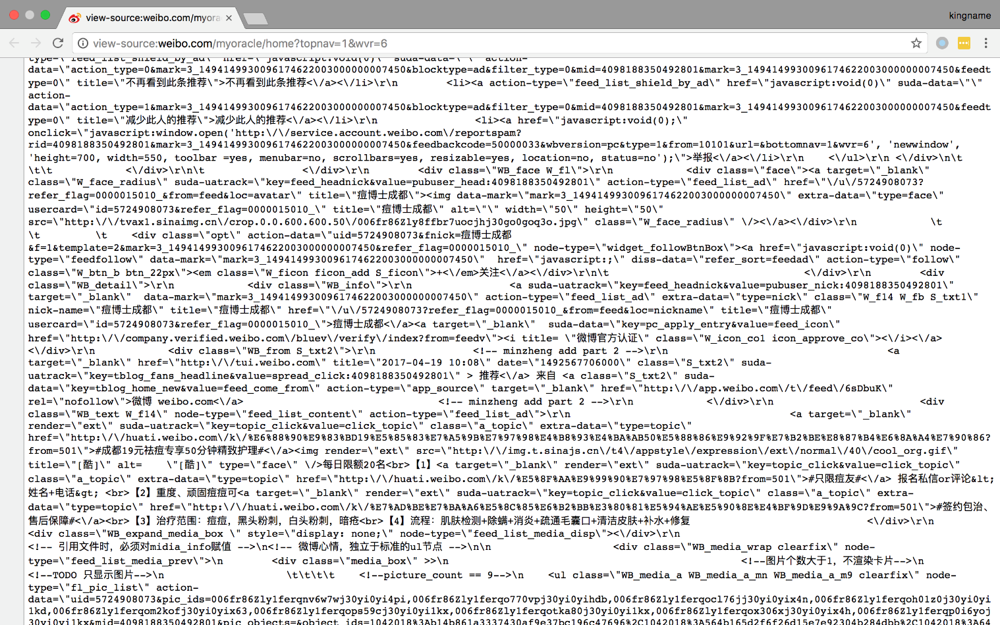 view-source:weibo.com/myora
kingname
view-source:weibo.com/myoracle/home?topnav=1&wvr=6
type=\"feed_list_shield_by_ad\" href=\"javascript:void(0)\" suda-data=\"\" action-
data=\"action_type=0&mark=3_149414993009617462200300000000​7450&blocktype=ad&filter_type=0&mid=4098188350492801&mark=3_1494149930096174622003000000007450&feedt
ype=0\" title=\"不再看到此条推荐\">不再看到此条推荐<\/a><\/li>\r\n <li><a action-type=\"feed_list_shield_by_ad\" href=\"javascript:void(0)\" suda-data=\"\"
action-
data=\"action_type=1&mark=3_1494149930096174622003000000007450&blocktype=ad&filter_type=0&mid=4098188350492801&mark=3_1494149930096174622003000000007450&feedt
ype=0\" title=\"减少此人的推荐\">减少此人的推荐<\/a><\/li>\r\n <li><a href=\"javascript:void(0);\"
onclick=\"javascript:window.open('http:\/\/service.account.weibo.com\/reportspam?
rid=4098188350492801&mark=3_1494149930096174622003000000007450&feedbackcode=50000033&wbversion=pc&type=1&from=10101&url=&bottomnav=1&wvr=6', 'newwindow',
'height=700, width=550, toolbar =yes, menubar=no, scrollbars=yes, resizable=yes, location=no, status=no');\">举报<\/a><\/li>\r\n <\/ul>\r\n <\/div>\n\t
\t\t <\/div>\r\n\t <\/div>\r\n <div class=\"WB_face W_fl\">\r\n <div class=\"face\"><a target=\"_blank\"
class=\"W_face_radius\" suda-uatrack=\"key=feed_headnick&value=pubuser_head:4098188350492801\" action-type=\"feed_list_ad\" href=\"\/u\/5724908073?
refer_flag=0000015010_&from=feed&loc=avatar\" title=\"痘博士成都\"><img data-mark=\"mark=3_1494149930096174622003000000007450\" extra-data=\"type=face\"
usercard=\"id=5724908073&refer_flag=0000015010_\" title=\"痘博士成都\" alt=\"\" width=\"50\" height=\"50\"
src=\"http:\/\/tvax1.sinaimg.cn\/crop.0.0.600.600.50\/006fr86Zly8ffbr7uocjhj30go0goq3o.jpg\" class=\"W_face_radius\" \/><\/a><\/div>\r\n \t
\t \t <div class=\"opt\" action-data=\"uid=5724908073&fnick=痘博士成都
&f=1&template=2&mark=3_1494149930096174622003000000007450&refer_flag=0000015010_\" node-type=\"widget_followBtnBox\"><a href=\"javascript:void(0)\" node-
type=\"feedfollow\" data-mark=\"mark=3_1494149930096174622003000000007450\" href=\"javascript:;\" diss-data=\"refer_sort=feedad\" action-type=\"follow\"
class=\"W_btn_b btn_22px\"><em class=\"W_ficon ficon_add S_ficon\">+<\/em>关注<\/a><\/div>\r\n\t <\/div>\r\n <div
class=\"WB_detail\">\r\n <div class=\"WB_info\">\r\n <a suda-uatrack=\"key=feed_headnick&value=pubuser_nick:4098188350492801\"
target=\"_blank\" data-mark=\"mark=3_1494149930096174622003000000007450\" action-type=\"feed_list_ad\" extra-data=\"type=nick\" class=\"W_f14 W_fb S_txt1\"
nick-name=\"痘博士成都\" title=\"痘博士成都\" href=\"\/u\/5724908073?refer_flag=0000015010_&from=feed&loc=nickname\" title=\"痘博士成都\"
usercard=\"id=5724908073&refer_flag=0000015010_\">痘博士成都<\/a><a target=\"_blank\" suda-data=\"key=pc_apply_entry&value=feed_icon\"
href=\"http:\/\/company.verified.weibo.com\/bluev\/verify\/index?from=feedv\"><i title= \"微博官方认证\" class=\"W_icon_co1 icon_approve_co\"><\/i><\/a>
<\/div>\r\n <div class=\"WB_from S_txt2\">\r\n <!-- minzheng add part 2 -->\r\n <a
target=\"_blank\" href=\"http:\/\/tui.weibo.com\" title=\"2017-04-19 10:08\" date=\"1492567706000\" class=\"S_txt2\" suda-
uatrack=\"key=tblog_fans_headline&value=spread_click:4098188350492801\" > 推荐<\/a> 来自 <a class=\"S_txt2\" suda-
data=\"key=tblog_home_new&value=feed_come_from\" action-type=\"app_source\" target=\"_blank\" href=\"http:\/\/app.weibo.com\/t\/feed\/6sDbuK\"
rel=\"nofollow\">微博 weibo.com<\/a> <!-- minzheng add part 2 -->\r\n <\/div>\r\n <div
class=\"WB_text W_f14\" node-type=\"feed_list_content\" action-type=\"feed_list_ad\">\r\n <a target=\"_blank\"
render=\"ext\" suda-uatrack=\"key=topic_click&value=click_topic\" class=\"a_topic\" extra-data=\"type=topic\"
href=\"http:\/\/huati.weibo.com\/k\/%E6%88%90%E9%83%BD19%E5%85%83%E7%A5%9B%E7%97%98%E4%B8%93%E4%BA%AB50%E5%88%86%E9%92%9F%E7%B2%BE%E8%87%B4%E6%8A%A4%E7%90%86?
from=501\">#成都19元祛痘专享50分钟精致护理#<\/a><img render=\"ext\" src=\"http:\/\/img.t.sinajs.cn\/t4\/appstyle\/expression\/ext\/normal\/40\/cool_org.gif\"
title=\"[酷]\" alt= \"[酷]\" type=\"face\" \/>每日限额20名<br>【1】<a target=\"_blank\" render=\"ext\" suda-uatrack=\"key=topic_click&value=click_topic\"
class=\"a_topic\" extra-data=\"type=topic\" href=\"http:\/\/huati.weibo.com\/k\/%E5%8F%AA%E9%99%90%E7%97%98%E5%8F%8B?from=501\">#只限痘友#<\/a> 报名私信or评论&lt;
姓名+电话&gt; <br>【2】重度、顽固痘痘可<a target=\"_blank\" render=\"ext\" suda-uatrack=\"key=topic_click&value=click_topic\" class=\"a_topic\" extra-
data=\"type=topic\" href=\"http:\/\/huati.weibo.com\/k\/%E7%AD%BE%E7%BA%A6%E5%8C%85%E6%B2%BB%E3%80%81%E5%94%AE%E5%90%8E%E4%BF%9D%E9%9A%9C?from=501\">#签约包治、
售后保障#<\/a><br>【3】治疗范围：痘痘，黑头粉刺，白头粉刺，暗疮<br>【4】流程：肌肤检测+除螨+消炎+疏通毛囊口+清洁皮肤+补水+修复 <\/div>\r\n
<div class=\"WB_expand_media_box \" style=\"display: none;\" node-type=\"feed_list_media_disp\"><\/div>\r\n
<!-- 引用文件时，必须对midia_info赋值 -->\n<!-- 微博心情，独立于标准的ul节点 -->\n\n <div class=\"WB_media_wrap clearfix\" node-
type=\"feed_list_media_prev\">\n <div class=\"media_box\" >>\n <!--图片个数大于1，不渲染卡片-->\n
<!--TODO 只显示图片-->\n \t\t\t\t <!--picture_count == 9-->\n <ul class=\"WB_media_a WB_media_a_mn WB_media_a_m9 clearfix\" node-
type=\"fl_pic_list\" action-
data=\"uid=5724908073&pic_ids=006fr86Zly1ferqnv6w7wj30yi0yi4pi,006fr86Zly1ferqo770vpj30yi0yihdb,006fr86Zly1ferqocl76jj30yi0yix4n,006fr86Zly1ferqoh01z0j30yi0yi
1kd,006fr86Zly1ferqom2kofj30yi0yix63,006fr86Zly1ferqops59cj30yi0yi1kx,006fr86Zly1ferqotka80j30yi0yi1kx,006fr86Zly1ferqox306xj30yi0yix4h,006fr86Zly1ferqp0i6yoj
30yi0yi1kx&mid=4098188350492801&pic_objects=&object_ids=1042018%3Ab14b861a3337430af9e37bc196c47696%2C1042018%3A564b165d2f6f26d15e7e92304b284dbb%2C1042018%3A64